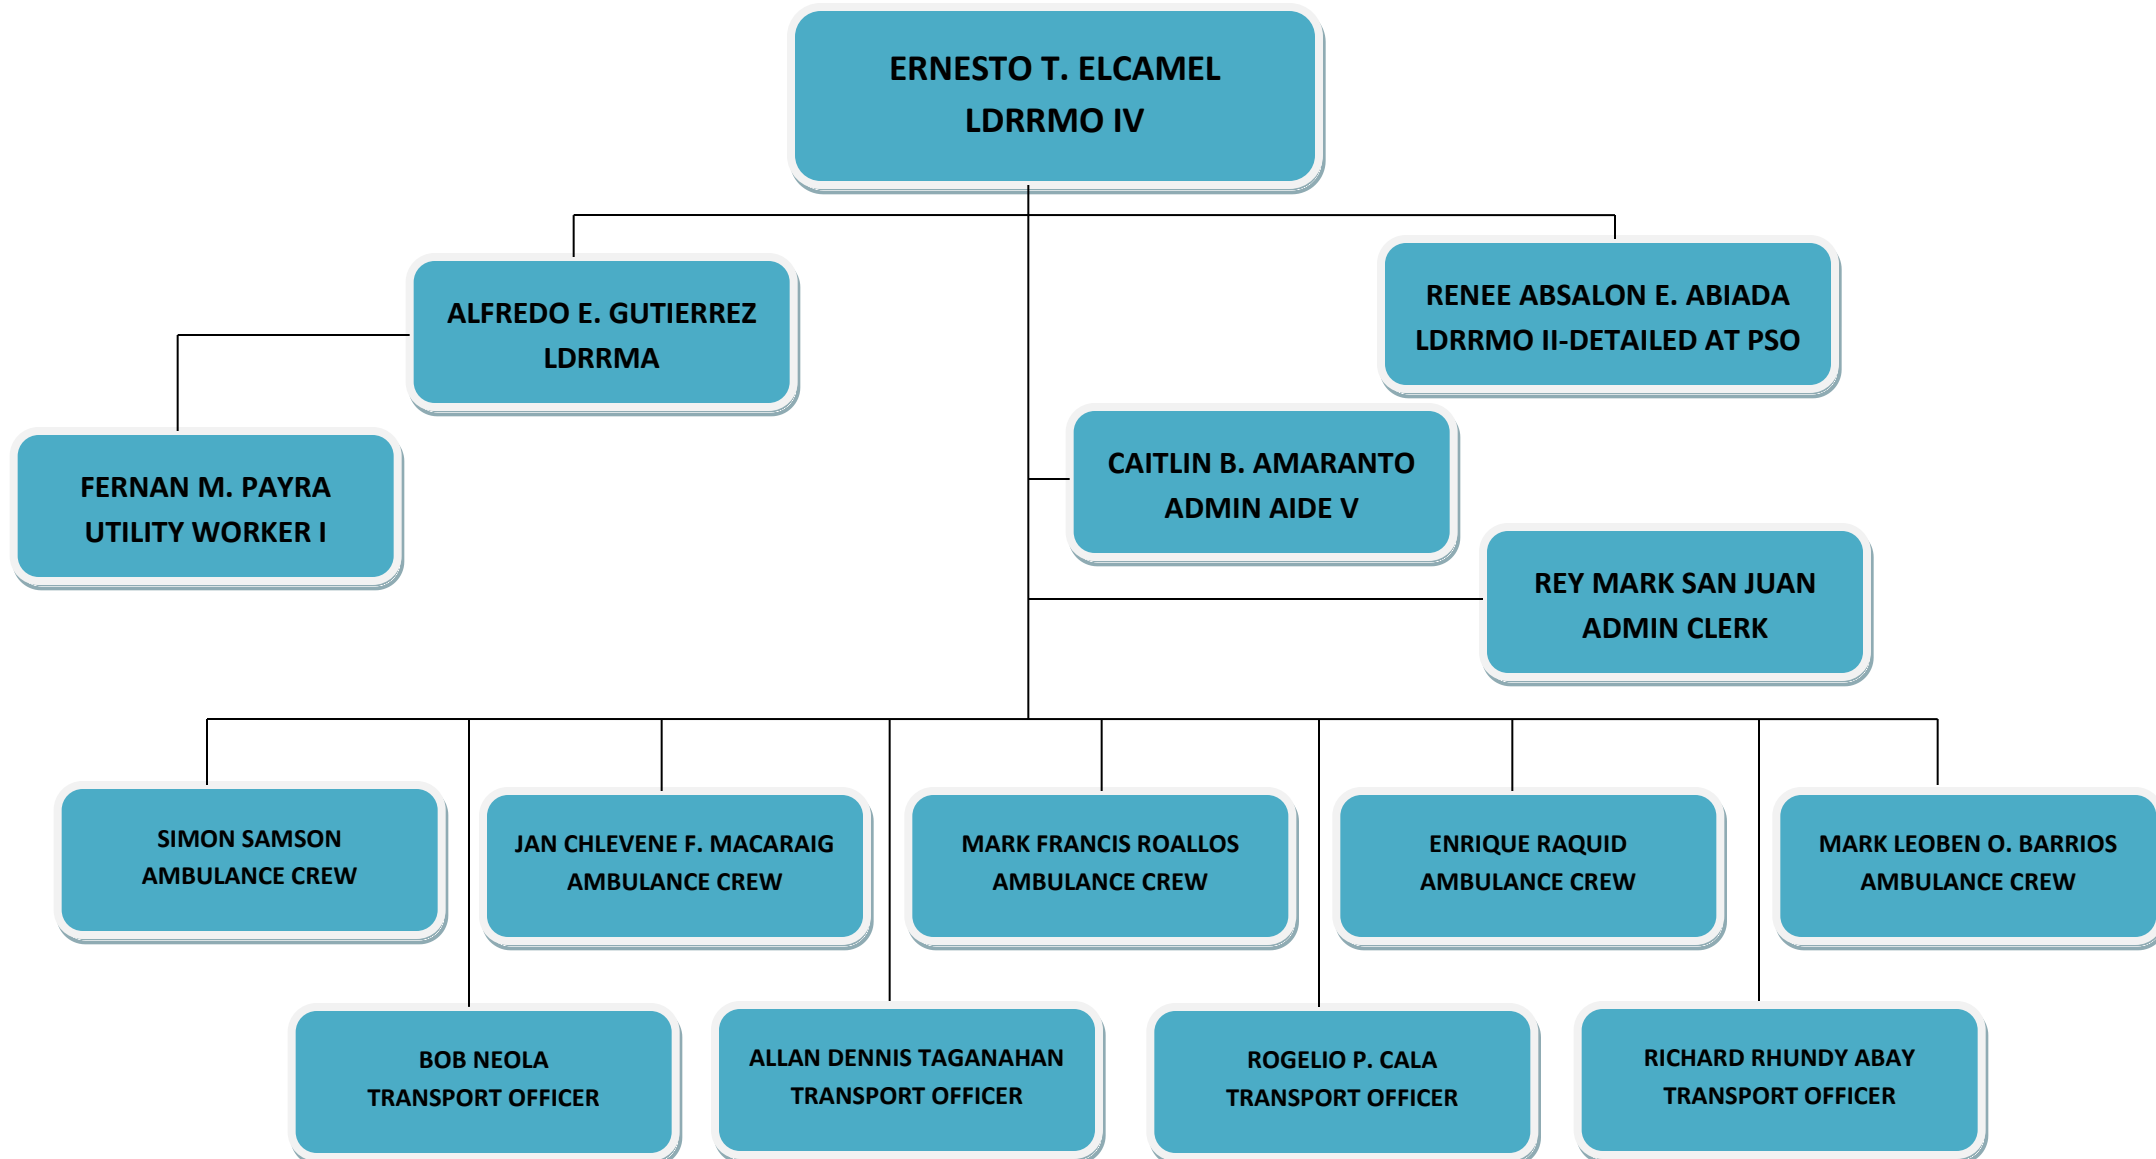 ERNESTO T. ELCAMEL
LDRRMO IV
ALFREDO E. GUTIERREZ
LDRRMA
RENEE ABSALON E. ABIADA
LDRRMO II-DETAILED AT PSO
FERNAN M. PAYRA
UTILITY WORKER I
CAITLIN B. AMARANTO
ADMIN AIDE V
REY MARK SAN JUAN
ADMIN CLERK
SIMON SAMSON
AMBULANCE CREW
JAN CHLEVENE F. MACARAIG
AMBULANCE CREW
MARK FRANCIS ROALLOS
AMBULANCE CREW
ENRIQUE RAQUID
AMBULANCE CREW
MARK LEOBEN O. BARRIOS
AMBULANCE CREW
BOB NEOLA
TRANSPORT OFFICER
ALLAN DENNIS TAGANAHAN
TRANSPORT OFFICER
ROGELIO P. CALA
TRANSPORT OFFICER
RICHARD RHUNDY ABAY
TRANSPORT OFFICER